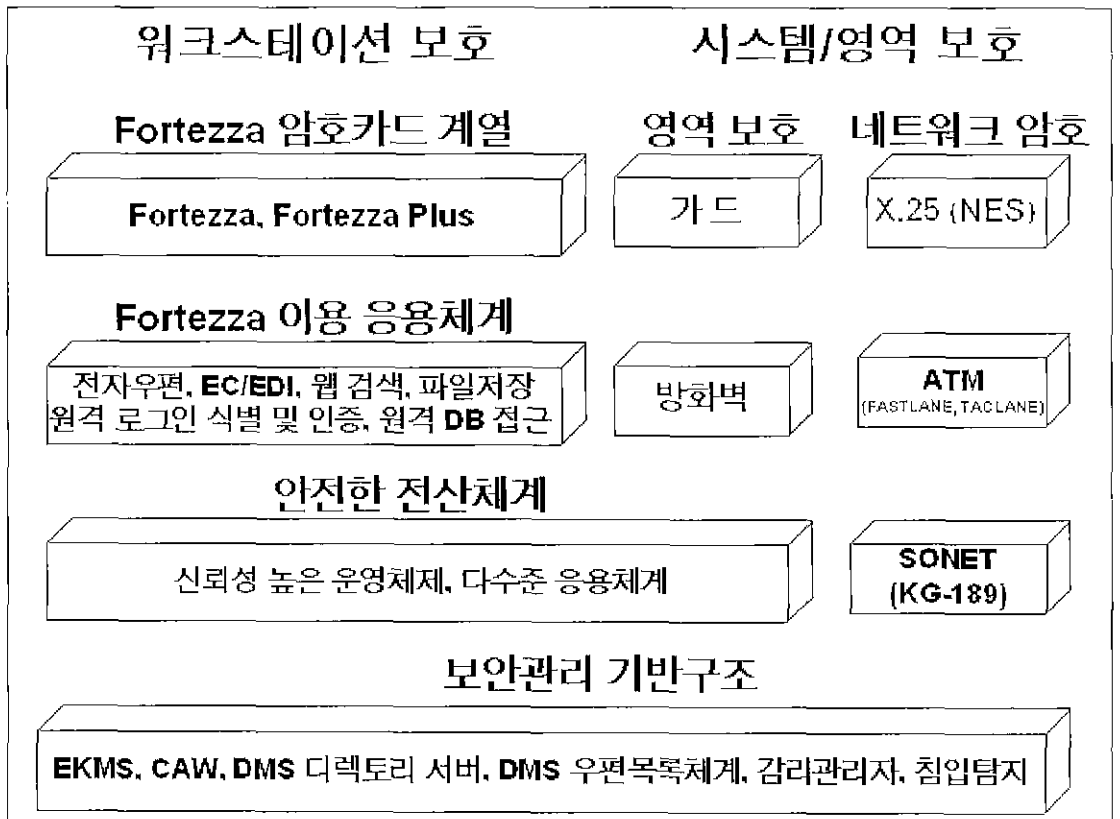 워크스테이션 보호
시스템/영역 보호
Fortezza 암호카드 계열
영역 보호
네트워크 암호
Fortezza, Fortezza Plus
가 드
X.25 (NES)
Fortezza 이용 응용체계
전자우편, EC/EDI, 웹 검색, 파일저장
원격 로그인 식별 및 인증, 원격 DB 접근
방화벽
ATM
(FASTLANE, TACLANE)
안전한 전산체계
신뢰성 높은 운영체제, 다수준 응용체계
SONET
(KG-189)
보안관리 기반구조
EKMS, CAW, DMS 디렉토리 서버, DMS 우편목록체계, 감리관리자, 침입탐지